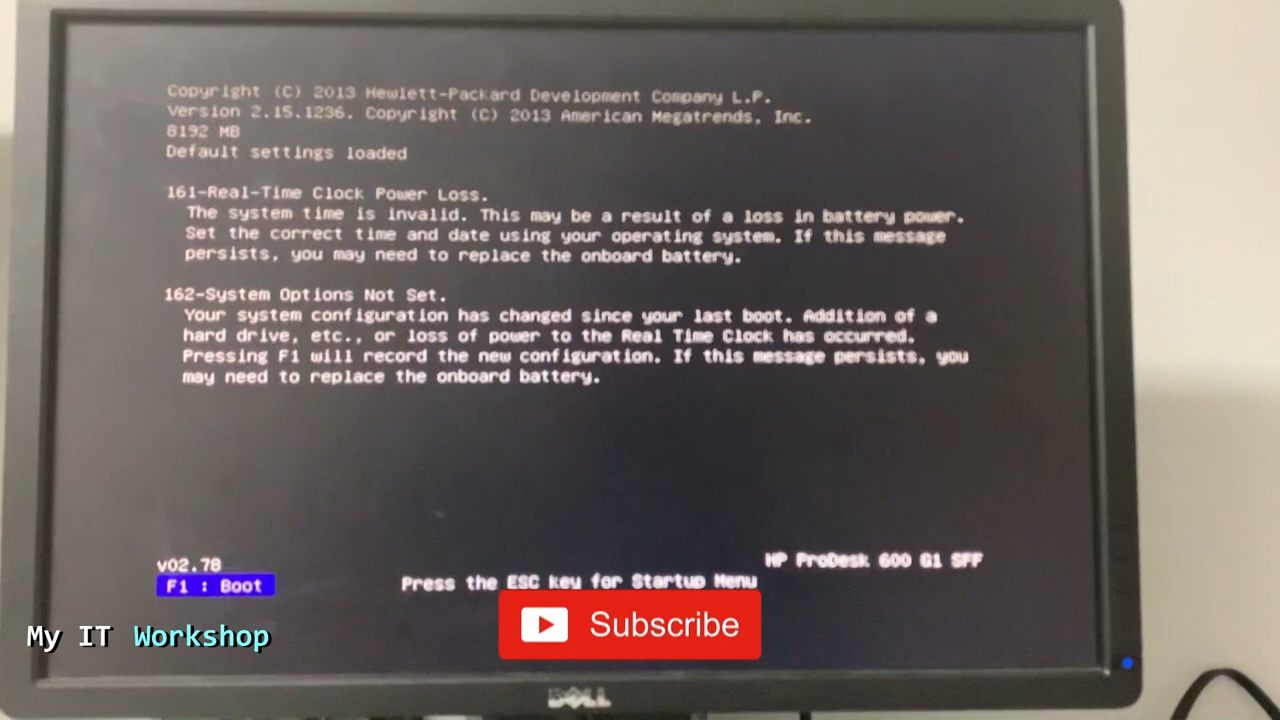 Copyright (C) 2013 Hewlett-Packard Development Company L.P.
Version 2.15.1236. Copyright (C) 2013 American Megatrends, Inc.
8192 MB
Default settings loaded
161-Real-Time Clock Power Loss.
The system time is invalid. This may be a result of a loss in battery power.
Set the correct time and date using your operating system. If this message
persists, you may need to replace the onboard battery.
162-System Options Not Set.
Your system configuration has changed since your last boot. Addition of a
hard drive, etc., or loss of power to the Real Time Clock has occurred.
Pressing F1 will record the new configuration. If this message persists, you
may need to replace the onboard battery.
v02.78
HP ProDesk 600 G1 SFF
F1 : Boot
Press the ESC key for Startup Menu
My IT Workshop
Subscribe
DELL